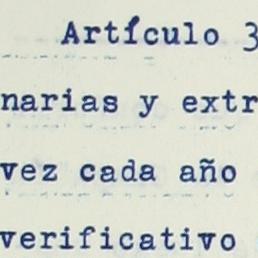 Artículo 3
narias y extr
vez cada año
verificativo